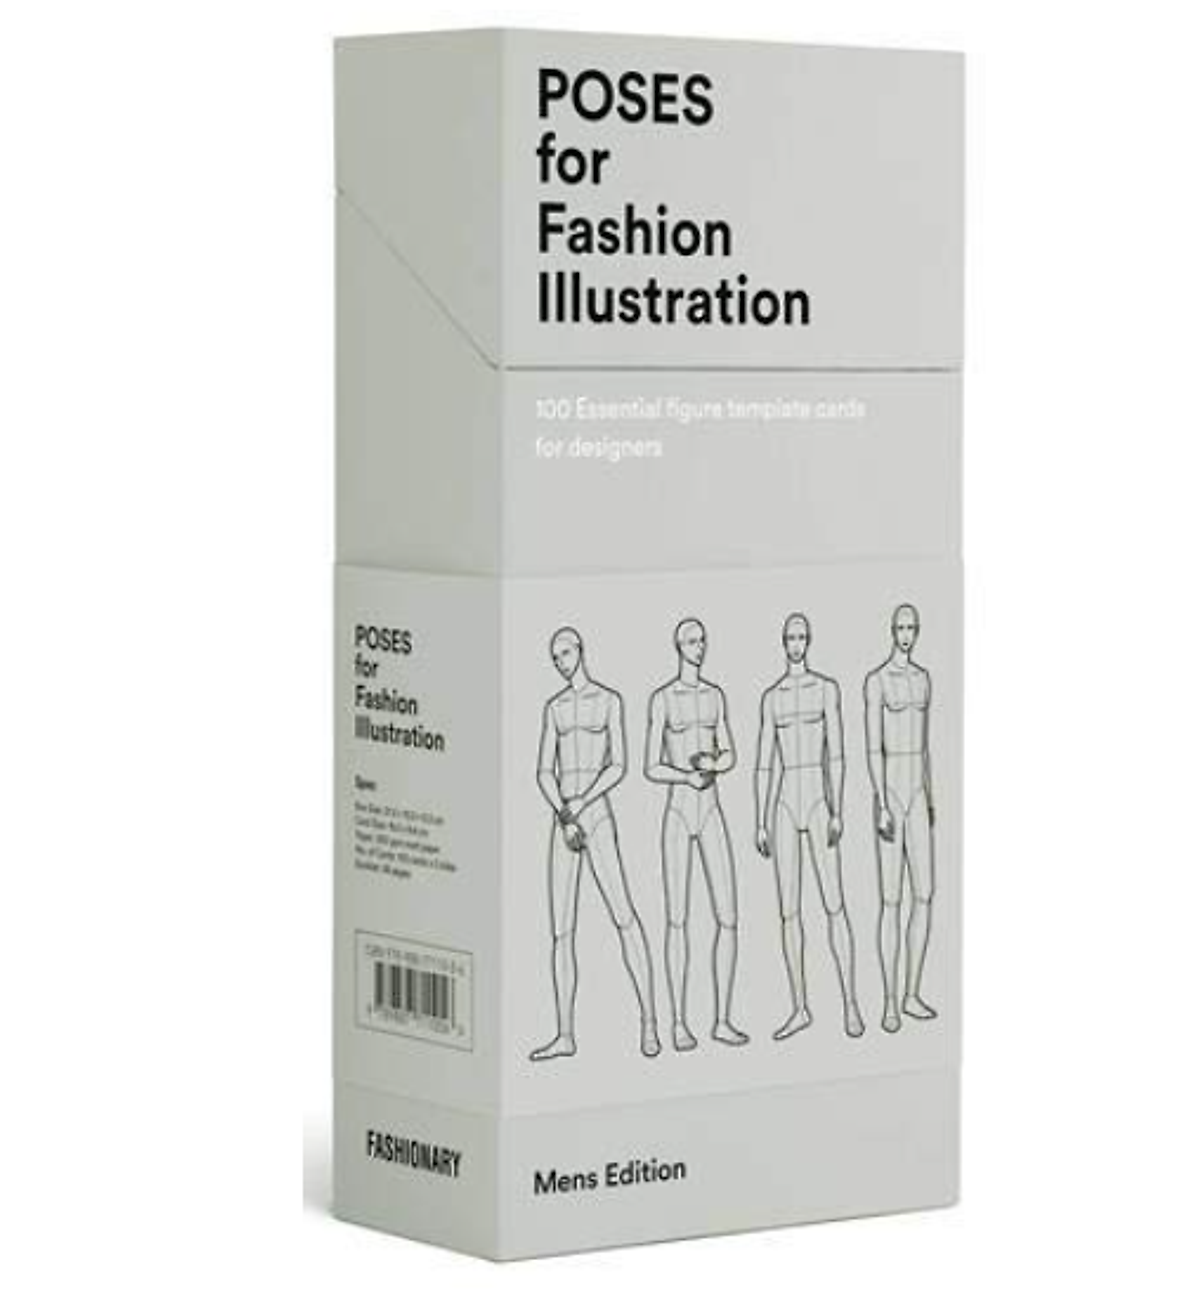 POSES
for
Fashion
Illustration
100 Essential figure template cards
for designers
POSES
for
Fashion
Illustration
FASHIONARY
Mens Edition